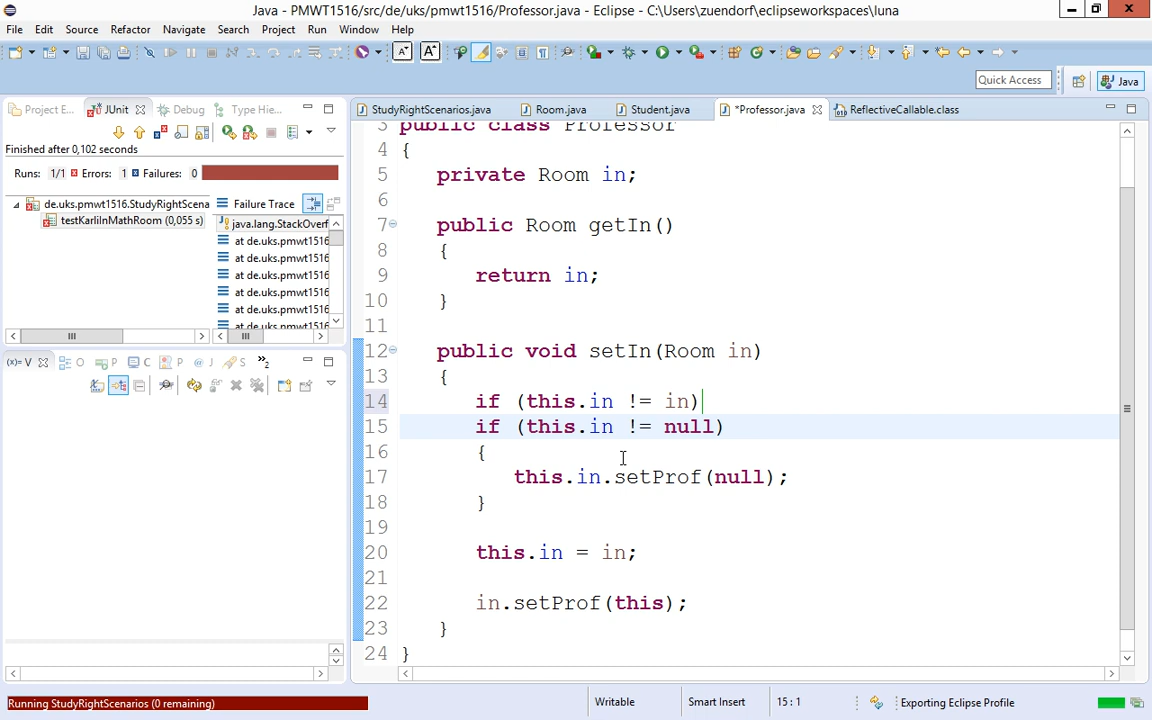 Java - PMWT1516/src/de/uks/pmwt1516/Professor.java - Eclipse - C:\Users\zuendorf\eclipseworkspaces\luna
File Edit Source Refactor Navigate Search Project Run Window Help
Quick Access
Java
Project E... JUnit Debug Type Hie...
StudyRightScenarios.java Room.java Student.java *Professor.java ReflectiveCallable.class
Finished after 0,102 seconds
Runs: 1/1 Errors: 1 Failures: 0
de.uks.pmwt1516.StudyRightScena
testKarliInMathRoom (0,055 s)
Failure Trace
java.lang.StackOverf
at de.uks.pmwt1516
at de.uks.pmwt1516
at de.uks.pmwt1516
at de.uks.pmwt1516
at de.uks.pmwt1516
at de.uks.pmwt1516
(x)= V O P C P @ J S »2
3 public class Professor
4 {
5 private Room in;
6
7 public Room getIn()
8 {
9 return in;
10 }
11
12 public void setIn(Room in)
13 {
14 if (this.in != in)
15 if (this.in != null)
16 {
17 this.in.setProf(null);
18 }
19
20 this.in = in;
21
22 in.setProf(this);
23 }
24 }
Running StudyRightScenarios (0 remaining)
Writable Smart Insert 15 : 1 Exporting Eclipse Profile